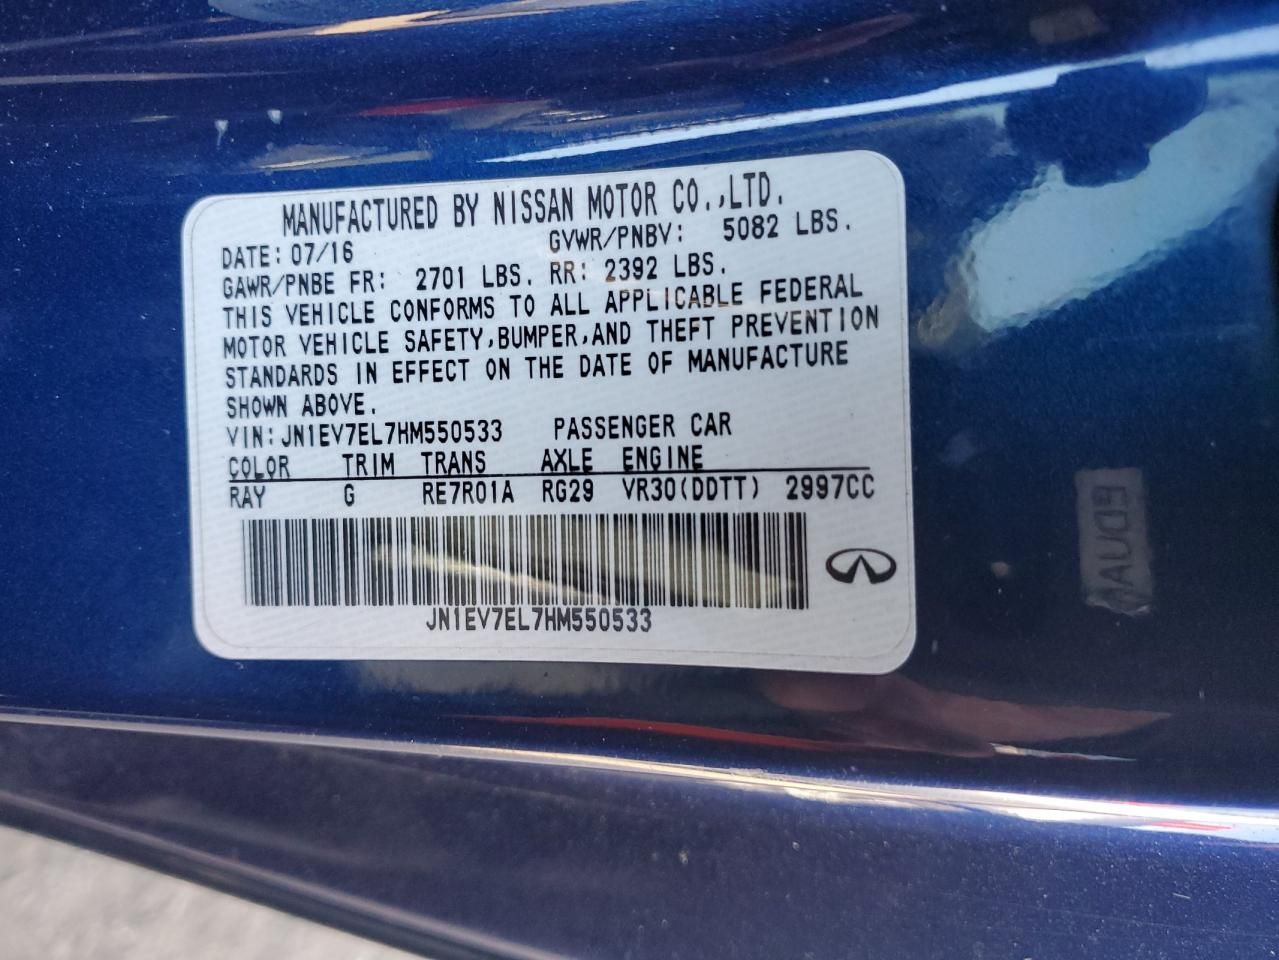 MANUFACTURED BY NISSAN MOTOR CO.,LTD.
DATE: 07/16 GVWR/PNBV: 5082 LBS.
GAWR/PNBE FR: 2701 LBS. RR: 2392 LBS.
THIS VEHICLE CONFORMS TO ALL APPLICABLE FEDERAL
MOTOR VEHICLE SAFETY,BUMPER,AND THEFT PREVENTION
STANDARDS IN EFFECT ON THE DATE OF MANUFACTURE
SHOWN ABOVE.
VIN: JN1EV7EL7HM550533 PASSENGER CAR
COLOR TRIM TRANS AXLE ENGINE
RAY G RE7R01A RG29 VR30(DDTT) 2997CC
JN1EV7EL7HM550533